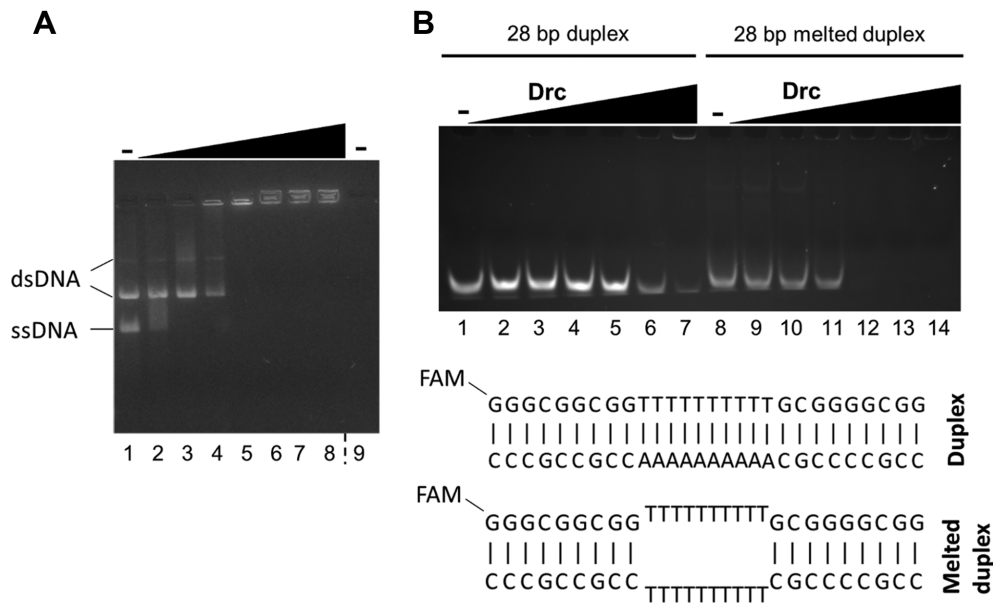 A
B
28 bp duplex
28 bp melted duplex
Drc
Drc
- -
- -
dsDNA
ssDNA
1 2 3 4 5 6 7 8 9
1 2 3 4 5 6 7 8 9 10 11 12 13 14
FAM
GGGCGGCGGTTTTTTTTTTGCGGGGCGG
CCCGCCGCCAAAAAAAAAACGCCCCGCC
Duplex
FAM
GGGCGGCGG TTTTTTTTTT GCGGGGCGG
CCCGCCGCC TTTTTTTTTT CGCCCCGCC
Melted
duplex